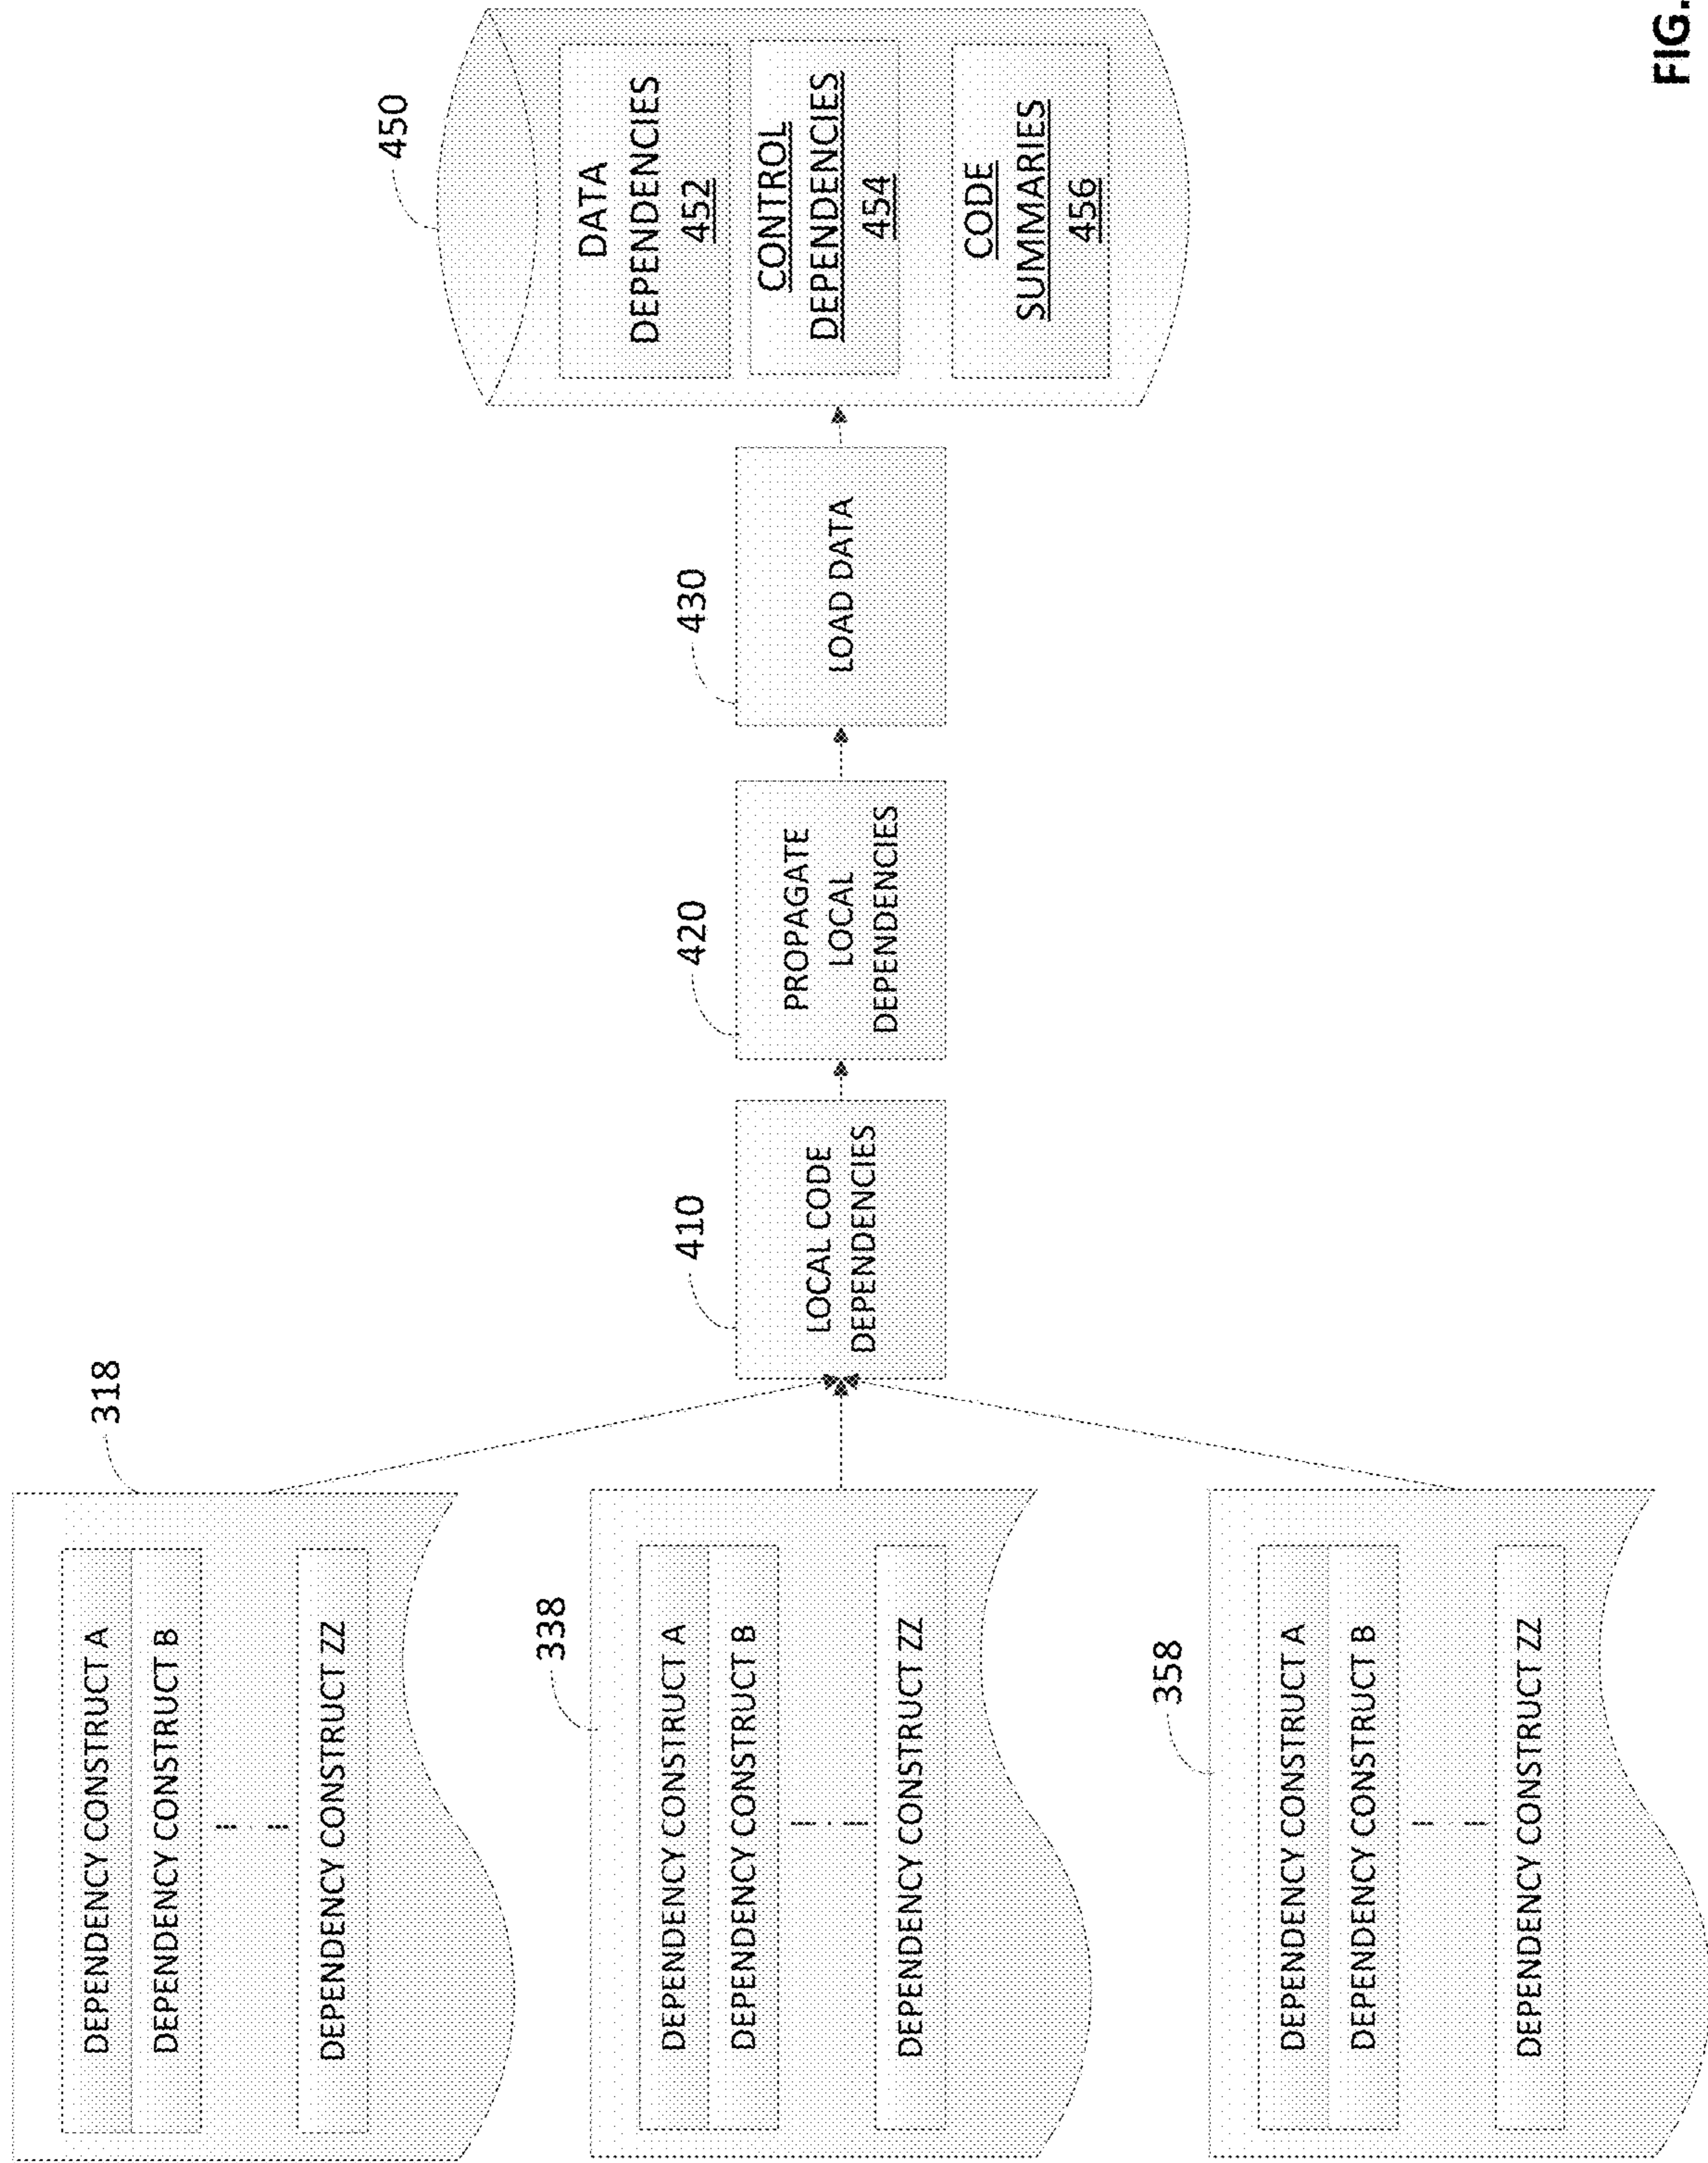 318
DEPENDENCY CONSTRUCT A
DEPENDENCY CONSTRUCT B
DEPENDENCY CONSTRUCT ZZ
338
DEPENDENCY CONSTRUCT A
DEPENDENCY CONSTRUCT B
DEPENDENCY CONSTRUCT ZZ
358
DEPENDENCY CONSTRUCT A
DEPENDENCY CONSTRUCT B
DEPENDENCY CONSTRUCT ZZ
410
LOCAL CODE
DEPENDENCIES
420
PROPAGATE
LOCAL
DEPENDENCIES
430
LOAD DATA
450
DATA
DEPENDENCIES
452
CONTROL
DEPENDENCIES
454
CODE
SUMMARIES
456
FIG.